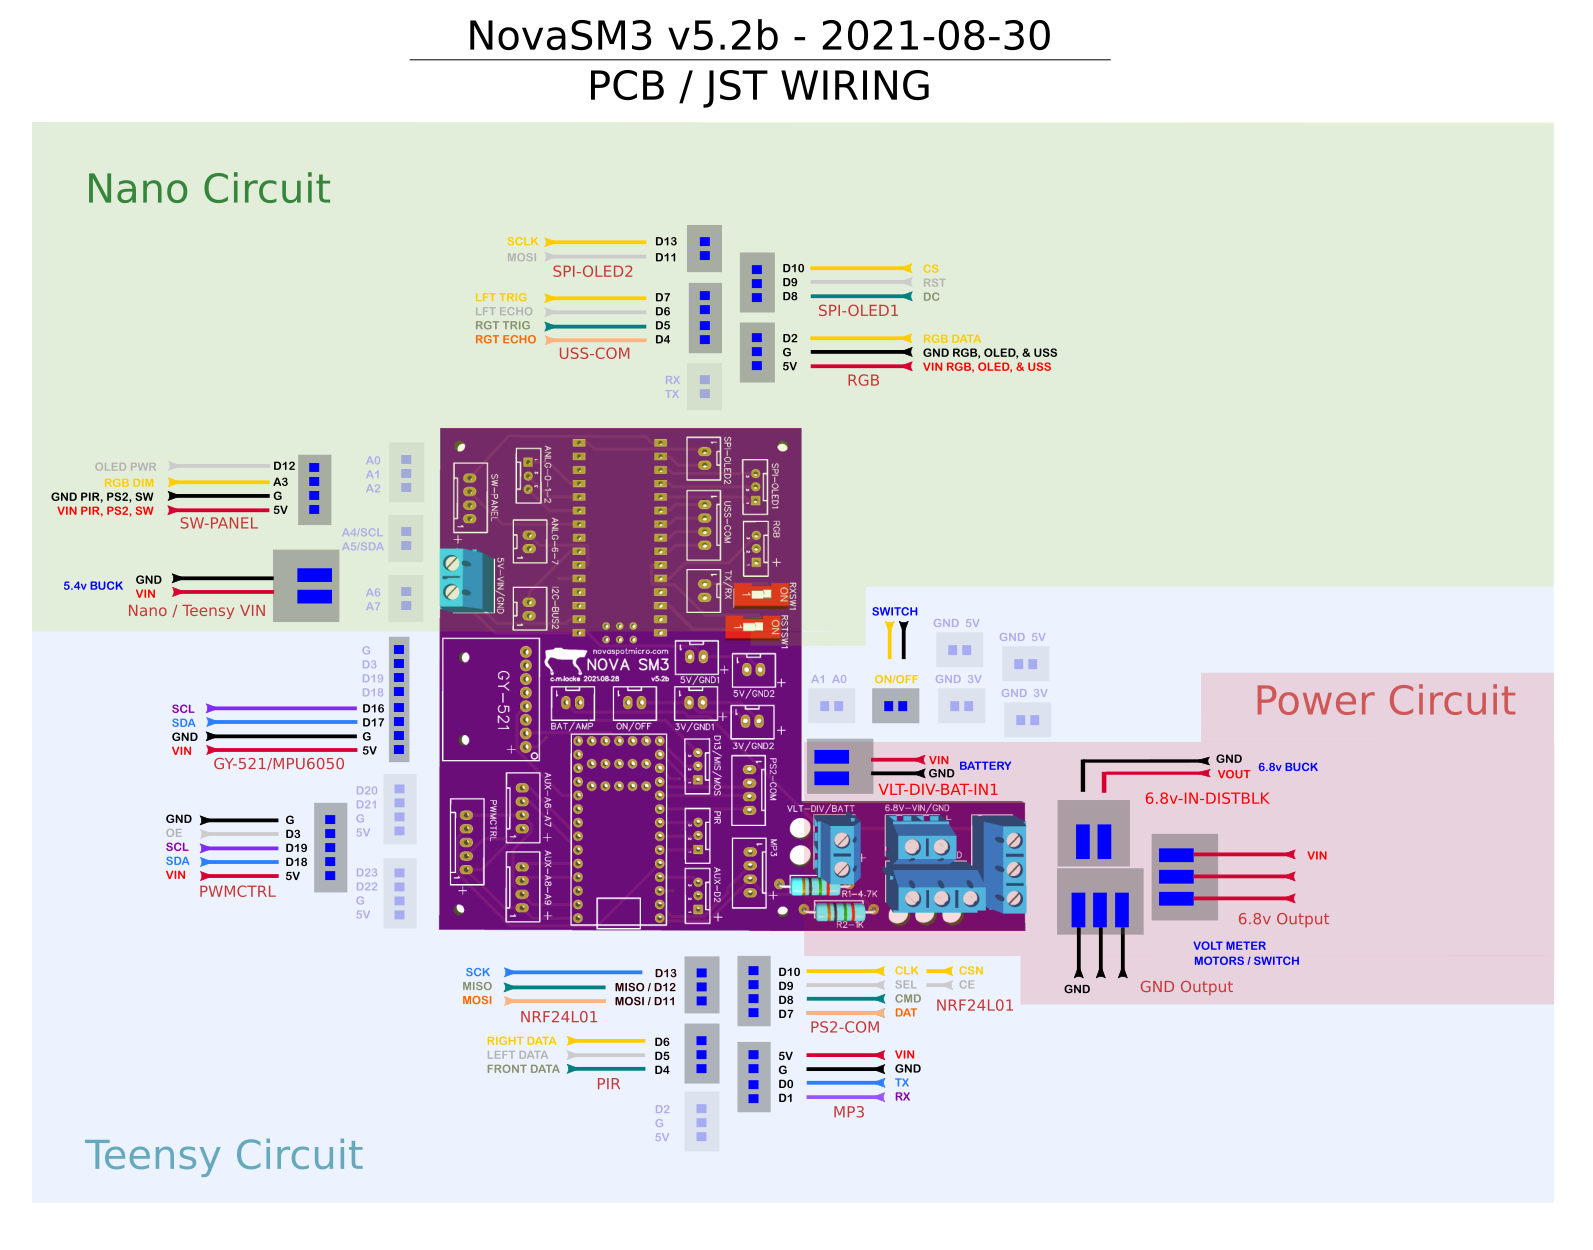 NovaSM3 v5.2b - 2021-08-30
PCB / JST WIRING
Nano Circuit
SCLK D13
MOSI D11
SPI-OLED2
LFT TRIG D7
LFT ECHO D6
RGT TRIG D5
RGT ECHO D4
USS-COM
RX
TX
D10 CS
D9 RST
D8 DC
SPI-OLED1
D2 RGB DATA
G GND RGB, OLED, & USS
5V VIN RGB, OLED, & USS
RGB
OLED PWR D12
RGB DIM A3
GND PIR, PS2, SW G
VIN PIR, PS2, SW 5V
SW-PANEL
A0
A1
A2
A4/SCL
A5/SDA
A6
A7
5.4v BUCK
GND
VIN
Nano / Teensy VIN
SW-PANEL
ANLG-0-1-2
ANLG-6-7
I2C-BUS2
5V-VIN/GND
SPI-OLED2
SPI-OLED1
USS-COM
RGB
TX/RX
RXSW1
ON
RSTSW1
ON
G
D3
D19
D18
SCL D16
SDA D17
GND G
VIN 5V
GY-521/MPU6050
D20
D21
G
5V
GND G
OE D3
SCL D19
SDA D18
VIN 5V
PWMCTRL
D23
D22
G
5V
GY-521
novaspotmicro-com
NOVA SM3
c-m-locke 2021-08-28 v5-2b
BAT/AMP
ON/OFF
5V/GND1
5V/GND2
3V/GND1
3V/GND2
D13/MIS/MOS
PS2-COM
PIR
MP3
AUX-D2
AUX-A6-A7
AUX-A8-A9
PWMCTRL
VLT-DIV/BATT
6-8V-VIN/GND
R1-4-7K
R2-1K
SWITCH
ON/OFF
A1 A0
GND 5V
GND 5V
GND 3V
GND 3V
VIN
GND
BATTERY
VLT-DIV-BAT-IN1
Power Circuit
GND
VOUT
6.8v BUCK
6.8v-IN-DISTBLK
VIN
6.8v Output
VOLT METER
MOTORS / SWITCH
GND
GND Output
SCK D13
MISO MISO / D12
MOSI MOSI / D11
NRF24L01
RIGHT DATA D6
LEFT DATA D5
FRONT DATA D4
PIR
D2
G
5V
D10 CLK CSN
D9 SEL CE
D8 CMD
D7 DAT
NRF24L01
PS2-COM
5V VIN
G GND
D0 TX
D1 RX
MP3
Teensy Circuit